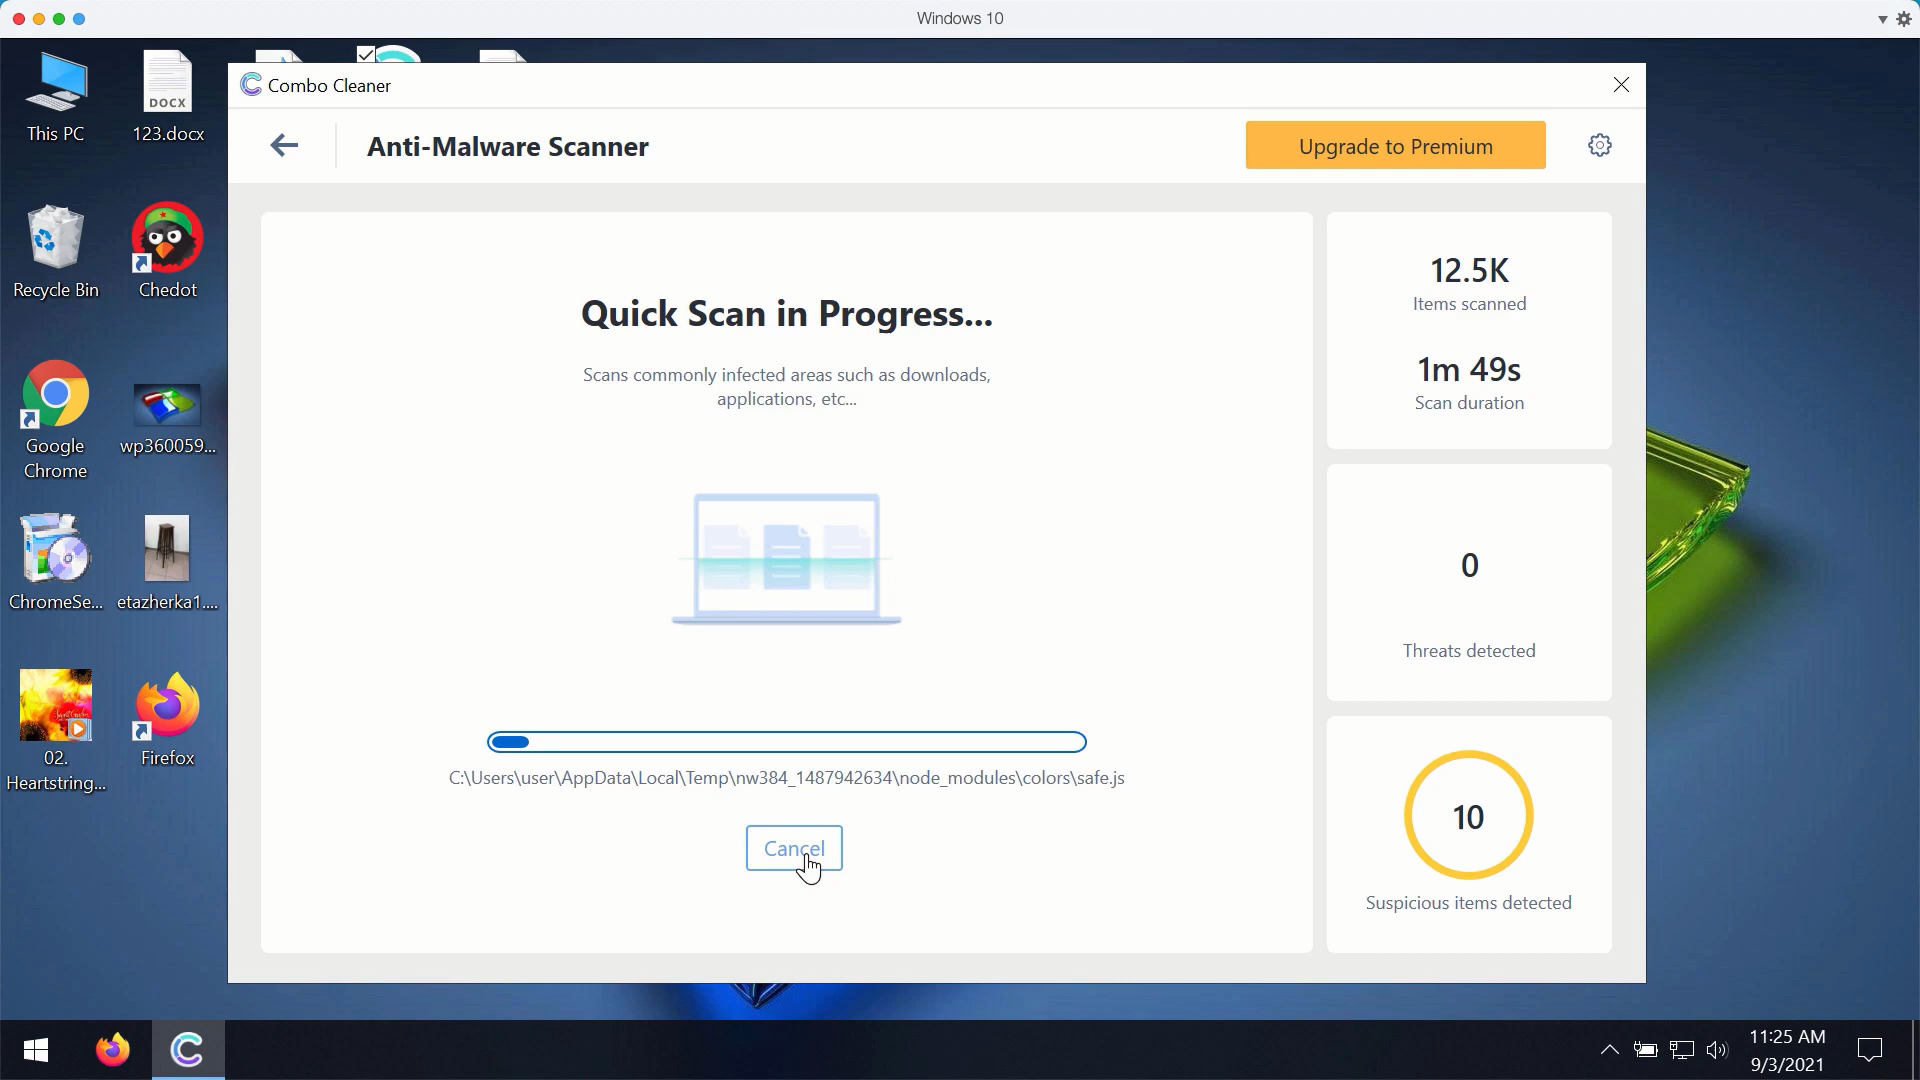 Windows 10
Combo Cleaner
Anti-Malware Scanner
Upgrade to Premium
Quick Scan in Progress...
Scans commonly infected areas such as downloads,
applications, etc...
C:\Users\user\AppData\Local\Temp\nw384_1487942634\node_modules\colors\safe.js
Cancel
12.5K
Items scanned
1m 49s
Scan duration
0
Threats detected
10
Suspicious items detected
This PC
DOCX
123.docx
Recycle Bin
Chedot
Google
Chrome
wp360059...
ChromeSe...
etazherka1....
02.
Heartstring...
Firefox
11:25 AM
9/3/2021